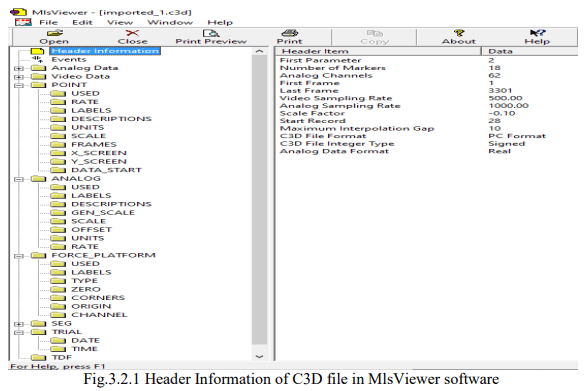 MlsViewer - [imported_1.c3d]
File Edit View Window Help
Open Close Print Preview Print Copy About Help
Header Information
Events
Analog Data
Video Data
POINT
USED
RATE
LABELS
DESCRIPTIONS
UNITS
SCALE
FRAMES
X_SCREEN
Y_SCREEN
DATA_START
ANALOG
USED
LABELS
DESCRIPTIONS
GEN_SCALE
SCALE
OFFSET
UNITS
RATE
FORCE_PLATFORM
USED
LABELS
TYPE
ZERO
CORNERS
ORIGIN
CHANNEL
SEG
TRIAL
DATE
TIME
TDF
Header Item Data
First Parameter 2
Number of Markers 18
Analog Channels 62
First Frame 1
Last Frame 3301
Video Sampling Rate 500.00
Analog Sampling Rate 1000.00
Scale Factor -0.10
Start Record 28
Maximum Interpolation Gap 10
C3D File Format PC Format
C3D File Integer Type Signed
Analog Data Format Real
For Help, press F1
Fig.3.2.1 Header Information of C3D file in MlsViewer software